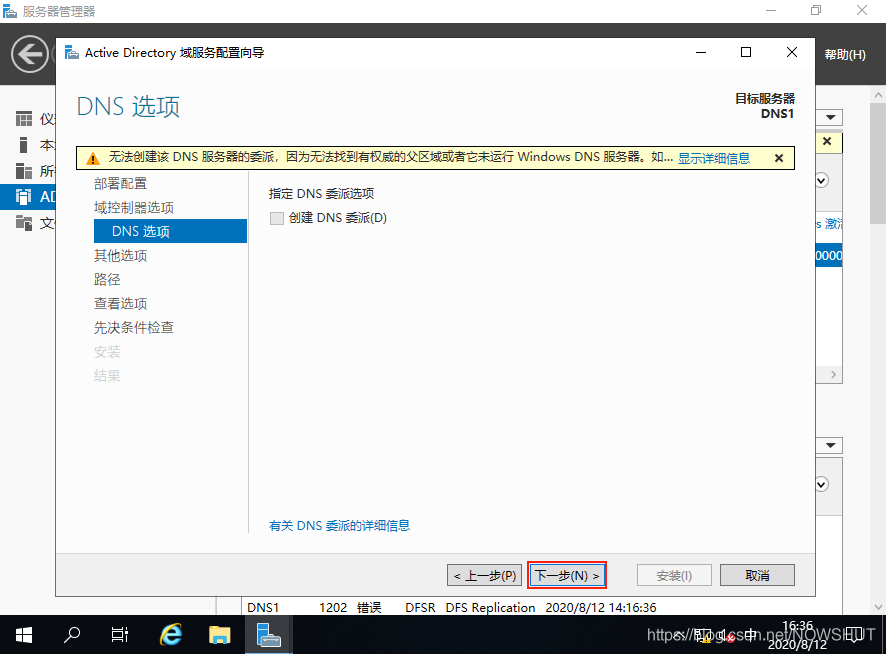 服务器管理器
Active Directory 域服务配置向导
帮助(H)
DNS 选项
目标服务器
DNS1
无法创建该 DNS 服务器的委派，因为无法找到有权威的父区域或者它未运行 Windows DNS 服务器。如... 显示详细信息
仪
本
所
AD
文
部署配置
域控制器选项
DNS 选项
其他选项
路径
查看选项
先决条件检查
安装
结果
指定 DNS 委派选项
创建 DNS 委派(D)
s 激活
0000
有关 DNS 委派的详细信息
< 上一步(P)
下一步(N) >
安装(I)
取消
DNS1 1202 错误 DFSR DFS Replication 2020/8/12 14:16:36
中
16:36
2020/8/12
https://blog.csdn.net/NOWSHUT